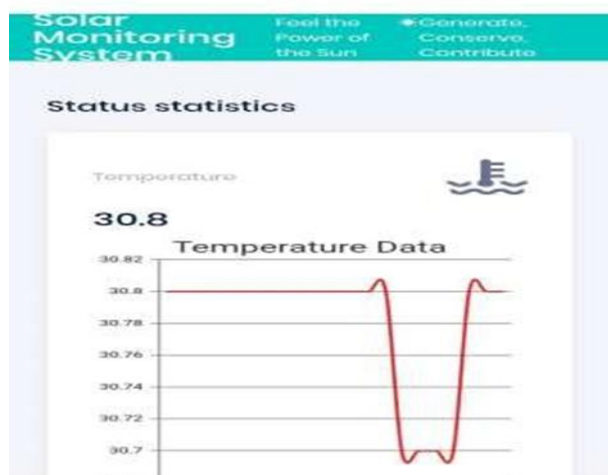 Solar
Monitoring
System
Feel the
Power of
the Sun
Generate,
Conserve,
Contribute
Status statistics
Temperature
30.8
Temperature Data
30.82
30.8
30.78
30.76
30.74
30.72
30.7